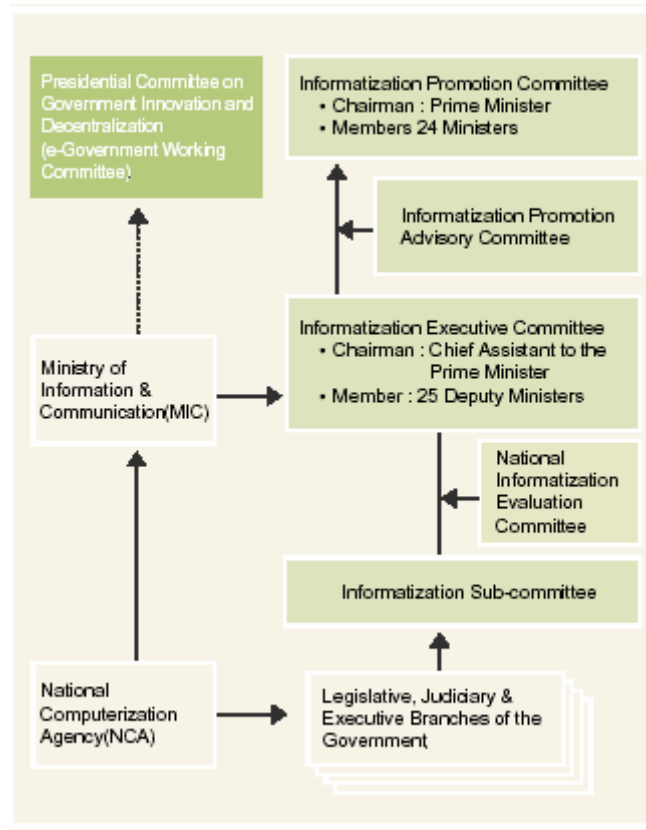 Presidential Committee on
Government Innovation and
Decentralization
(e-Government Working
Committee).
Informatization Promotion Committee
• Chairman : Prime Minister
• Members 24 Ministers
Informatization Promotion
Advisory Committee
Informatization Executive Committee
• Chairman : Chief Assistant to the
Prime Minister
• Member : 25 Deputy Ministers
Ministry of
Information &
Communication(MIC)
National
Informatization
Evaluation
Committee
Informatization Sub-committee
National
Computerization
Agency(NCA)
Legislative, Judiciary &
Executive Branches of the
Government